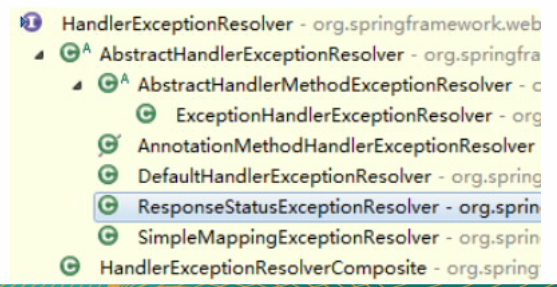 HandlerExceptionResolver - org.springframework.web
AbstractHandlerExceptionResolver - org.springfra
AbstractHandlerMethodExceptionResolver - o
ExceptionHandlerExceptionResolver - org
AnnotationMethodHandlerExceptionResolver
DefaultHandlerExceptionResolver - org.spring
ResponseStatusExceptionResolver - org.sprin
SimpleMappingExceptionResolver - org.sprin
HandlerExceptionResolverComposite - org.spring